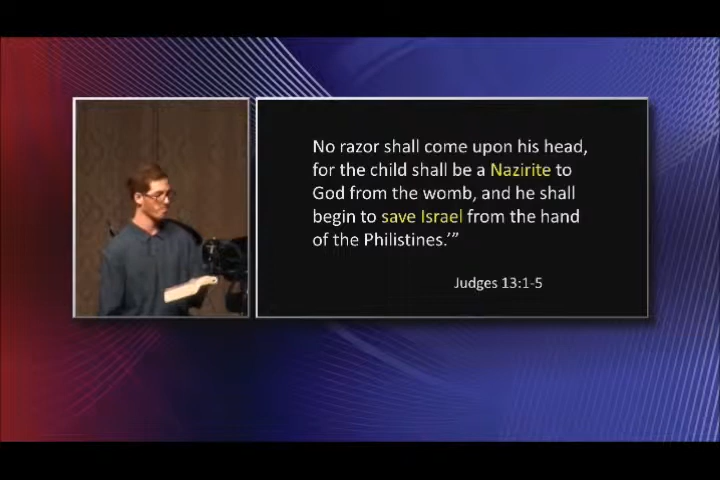 No razor shall come upon his head,
for the child shall be a Nazirite to
God from the womb, and he shall
begin to save Israel from the hand
of the Philistines.’”
Judges 13:1-5